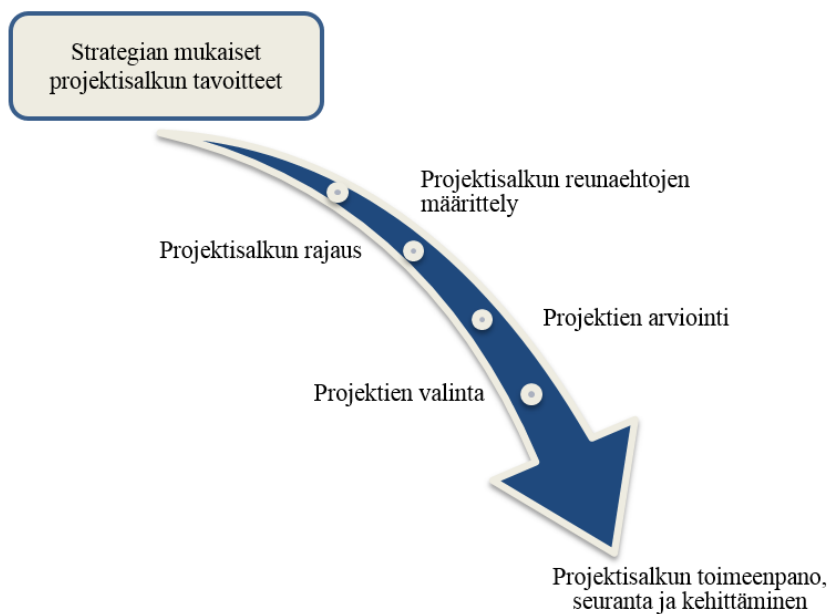 Strategian mukaiset
projektisalkun tavoitteet
Projektisalkun reunaehtojen
määrittely
Projektisalkun rajaus
Projektien arviointi
Projektien valinta
Projektisalkun toimeenpano,
seuranta ja kehittäminen